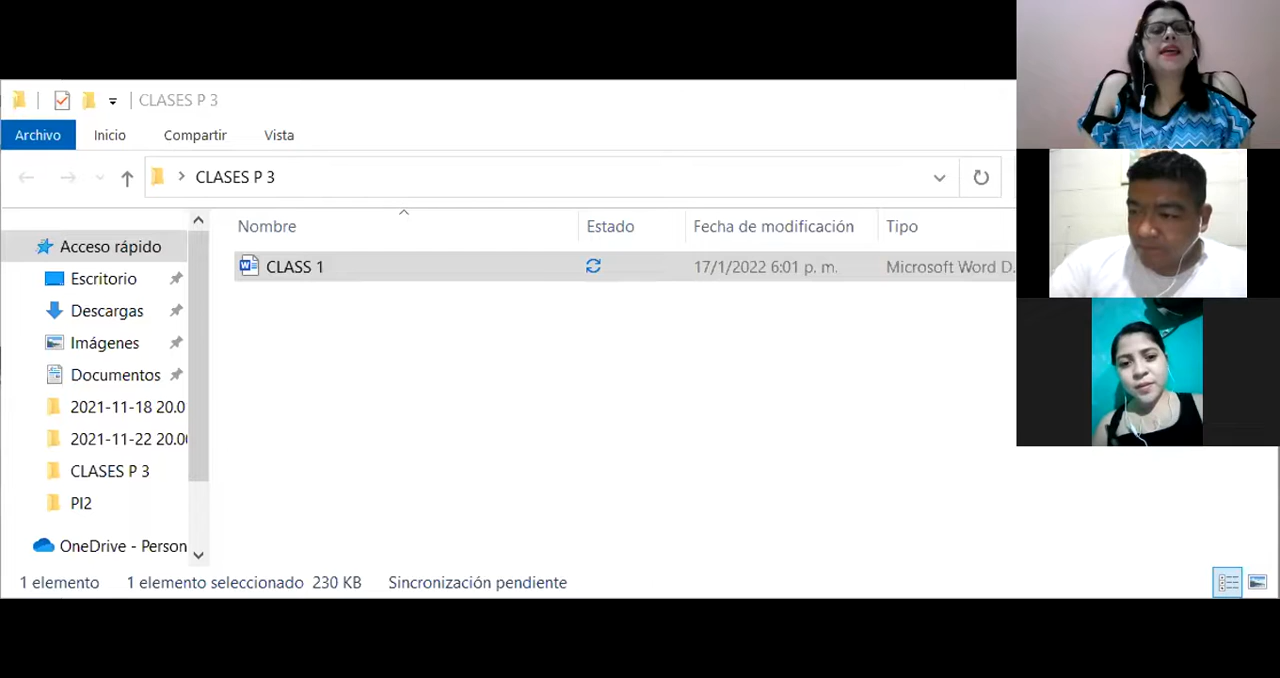 CLASES P 3
Archivo Inicio Compartir Vista
CLASES P 3
Nombre Estado Fecha de modificación Tipo
Acceso rápido
CLASS 1 17/1/2022 6:01 p. m. Microsoft Word D...
Escritorio
Descargas
Imágenes
Documentos
2021-11-18 20.0
2021-11-22 20.0
CLASES P 3
PI2
OneDrive - Person
1 elemento 1 elemento seleccionado 230 KB Sincronización pendiente